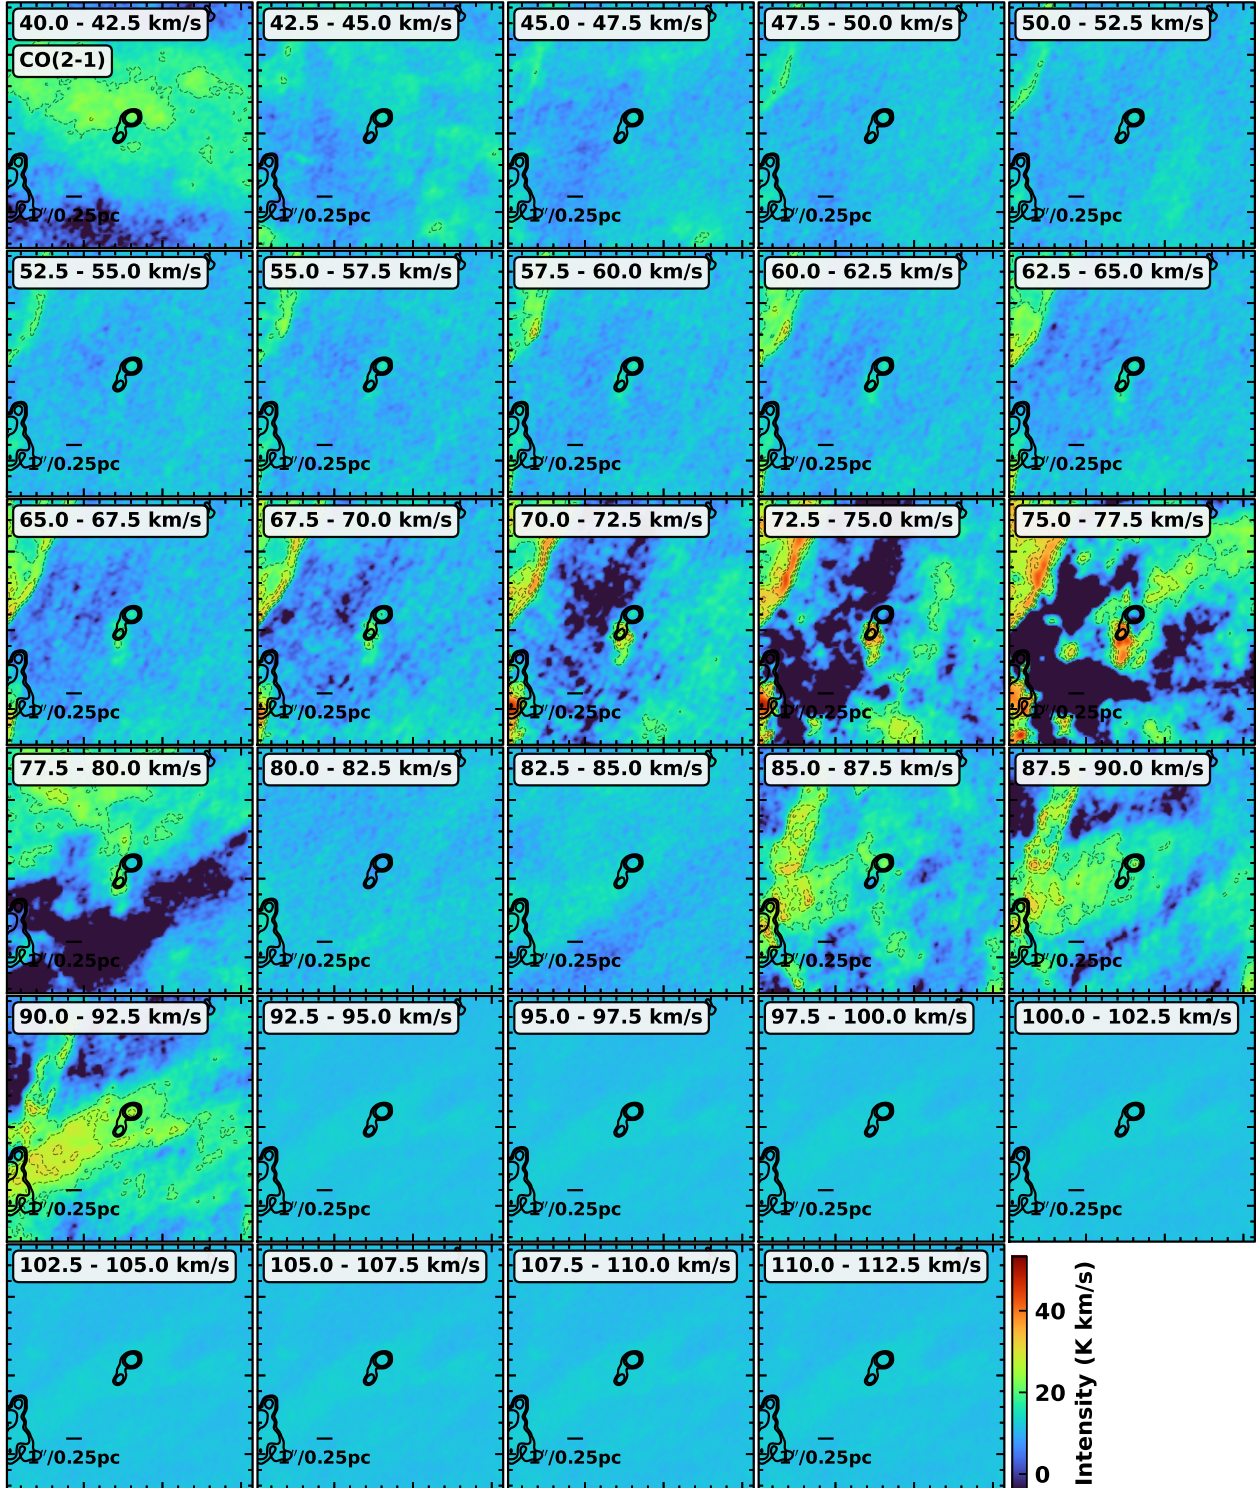 40.0 - 42.5 km/s
42.5 - 45.0 km/s
45.0 - 47.5 km/s
47.5 - 50.0 km/s
50.0 - 52.5 km/s
CO(2-1)
1″/0.25pc
1″/0.25pc
1″/0.25pc
1″/0.25pc
1″/0.25pc
52.5 - 55.0 km/s
55.0 - 57.5 km/s
57.5 - 60.0 km/s
60.0 - 62.5 km/s
62.5 - 65.0 km/s
1″/0.25pc
1″/0.25pc
1″/0.25pc
1″/0.25pc
1″/0.25pc
65.0 - 67.5 km/s
67.5 - 70.0 km/s
70.0 - 72.5 km/s
72.5 - 75.0 km/s
75.0 - 77.5 km/s
1″/0.25pc
1″/0.25pc
1″/0.25pc
1″/0.25pc
1″/0.25pc
77.5 - 80.0 km/s
80.0 - 82.5 km/s
82.5 - 85.0 km/s
85.0 - 87.5 km/s
87.5 - 90.0 km/s
1″/0.25pc
1″/0.25pc
1″/0.25pc
1″/0.25pc
1″/0.25pc
90.0 - 92.5 km/s
92.5 - 95.0 km/s
95.0 - 97.5 km/s
97.5 - 100.0 km/s
100.0 - 102.5 km/s
1″/0.25pc
1″/0.25pc
1″/0.25pc
1″/0.25pc
1″/0.25pc
102.5 - 105.0 km/s
105.0 - 107.5 km/s
107.5 - 110.0 km/s
110.0 - 112.5 km/s
1″/0.25pc
1″/0.25pc
1″/0.25pc
1″/0.25pc
40
20
0
Intensity (K km/s)